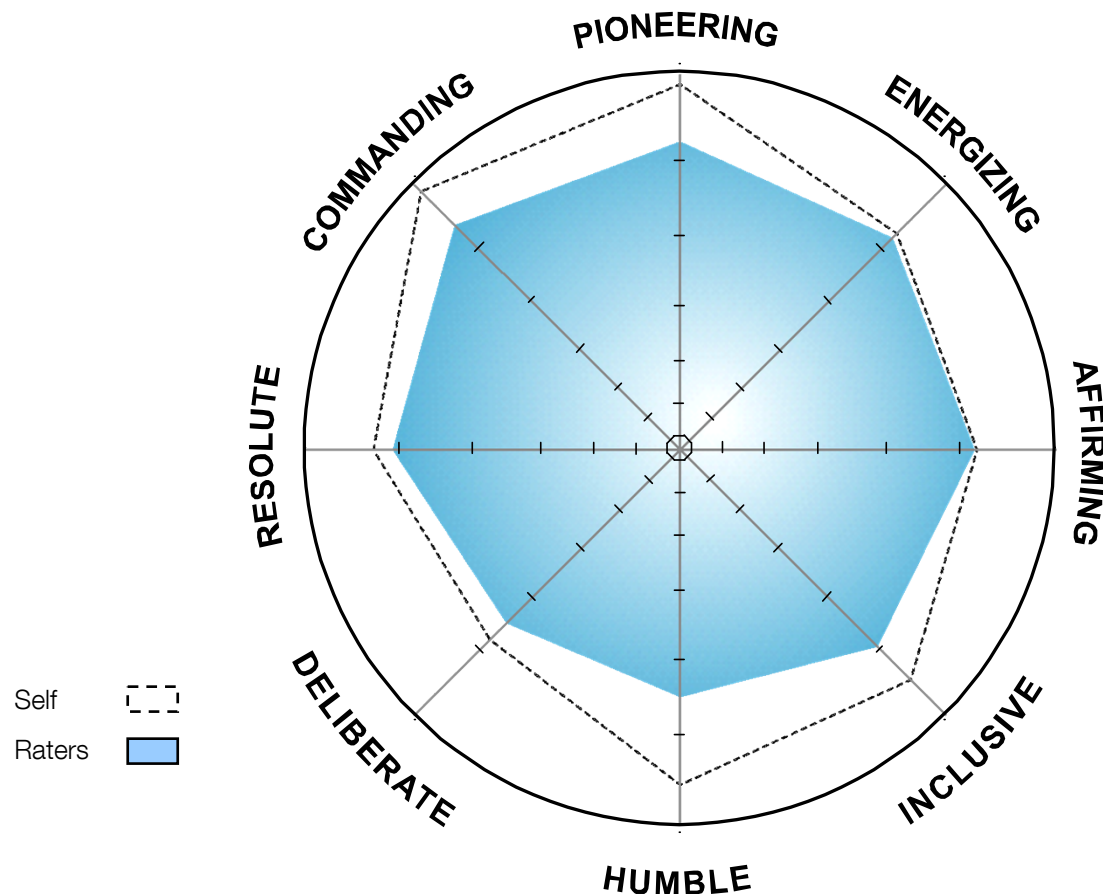 PIONEERING
ENERGIZING
COMMANDING
AFFIRMING
RESOLUTE
INCLUSIVE
DELIBERATE
HUMBLE
Self
Raters